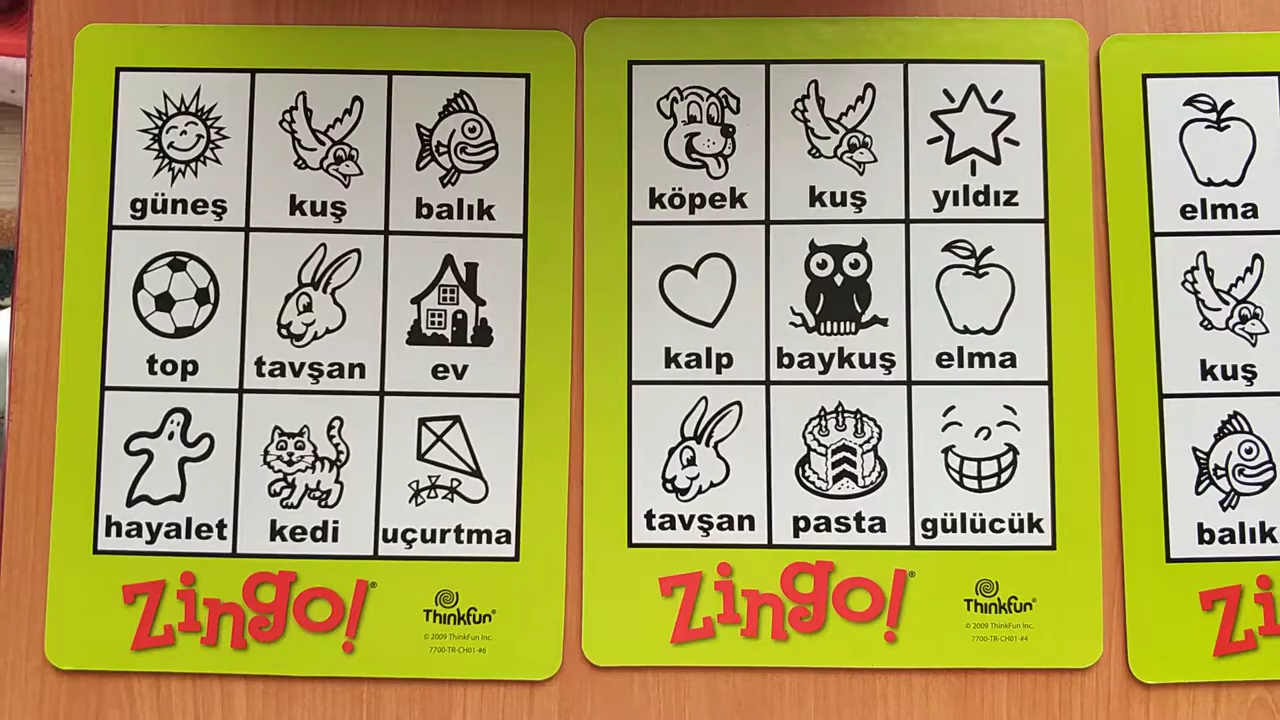 güneş kuş balık
top tavşan ev
hayalet kedi uçurtma
Zingo!®
ThinkFun®
© 2009 ThinkFun Inc.
7700-TR-CH01-#6
köpek kuş yıldız
kalp baykuş elma
tavşan pasta gülücük
Zingo!®
ThinkFun®
© 2009 ThinkFun Inc.
7700-TR-CH01-#4
elma
kuş
balık
Zi